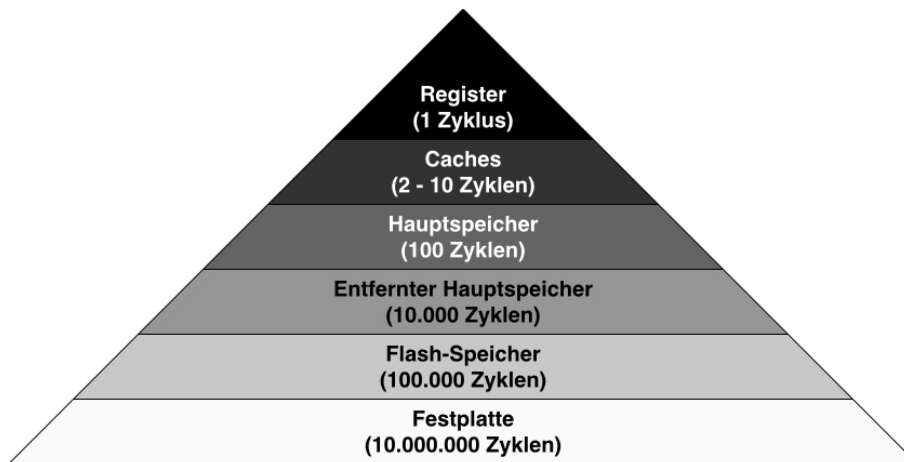 Register
(1 Zyklus)
Caches
(2 - 10 Zyklen)
Hauptspeicher
(100 Zyklen)
Entfernter Hauptspeicher
(10.000 Zyklen)
Flash-Speicher
(100.000 Zyklen)
Festplatte
(10.000.000 Zyklen)